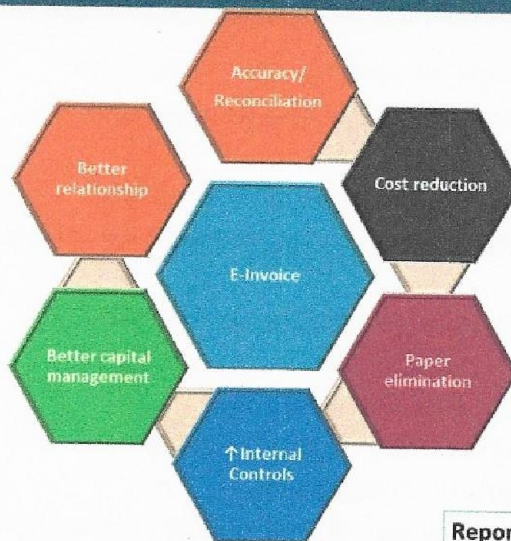 Accuracy/
Reconciliation
Better
relationship
Cost reduction
E-Invoice
Better capital
management
Paper
elimination
↑Internal
Controls
Repor